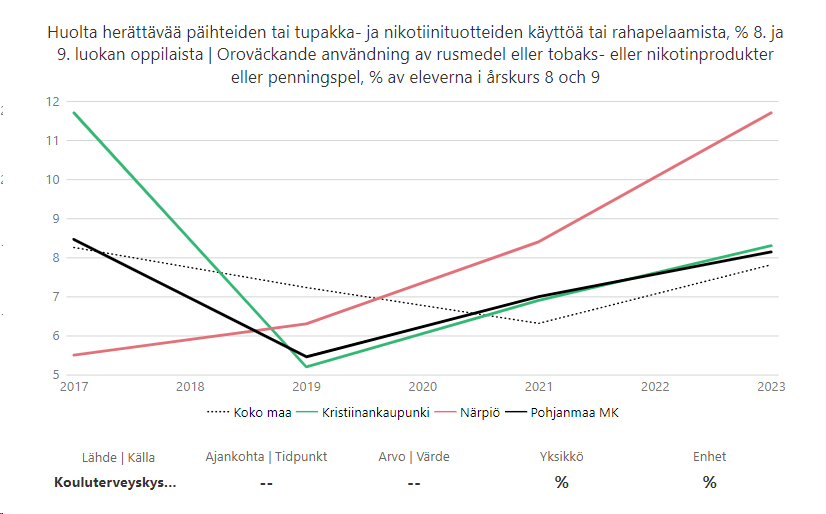 Huolta herättävää päihteiden tai tupakka- ja nikotiinituotteiden käyttöä tai rahapelaamista, % 8. ja
9. luokan oppilaista | Oroväckande användning av rusmedel eller tobaks- eller nikotinprodukter
eller penningspel, % av eleverna i årskurs 8 och 9
12
11
10
9
8
7
6
5
2017 2018 2019 2020 2021 2022 2023
Koko maa Kristiinankaupunki Närpiö Pohjanmaa MK
Lähde | Källa Ajankohta | Tidpunkt Arvo | Värde Yksikkö Enhet
Kouluterveyskys... -- -- % %